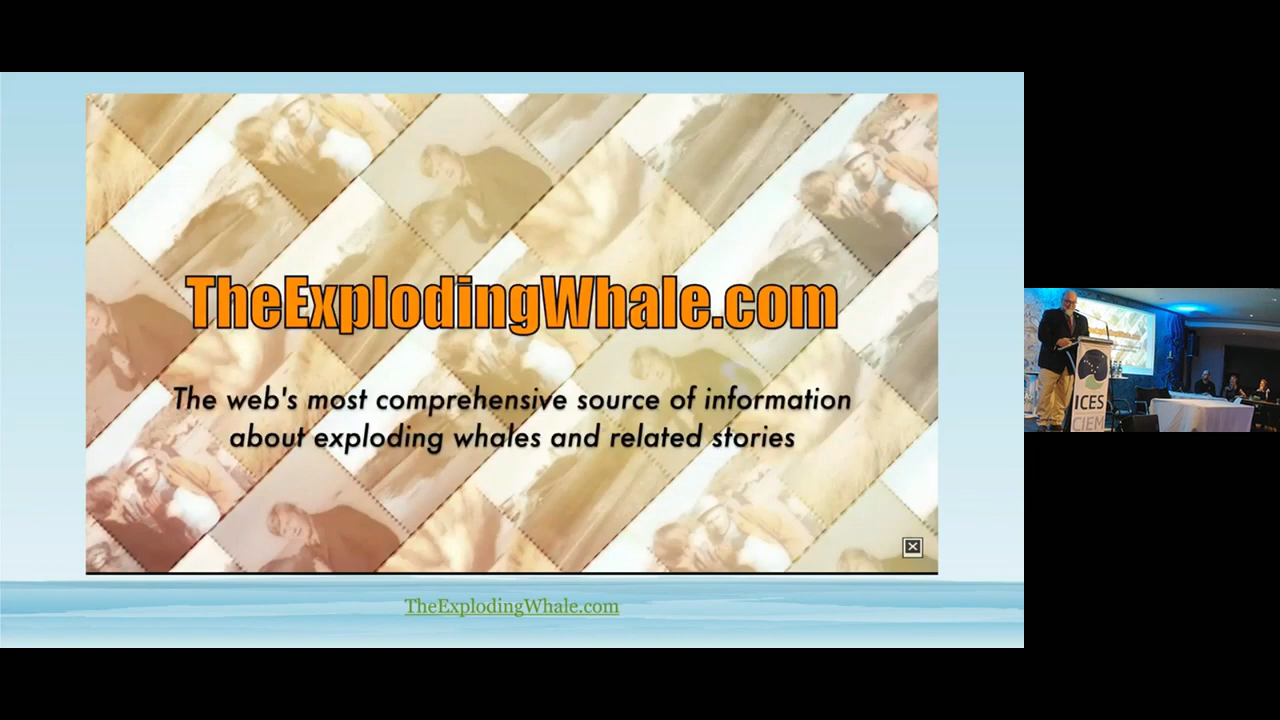 TheExplodingWhale.com
The web's most comprehensive source of information
about exploding whales and related stories
TheExplodingWhale.com
ICES
CIEM